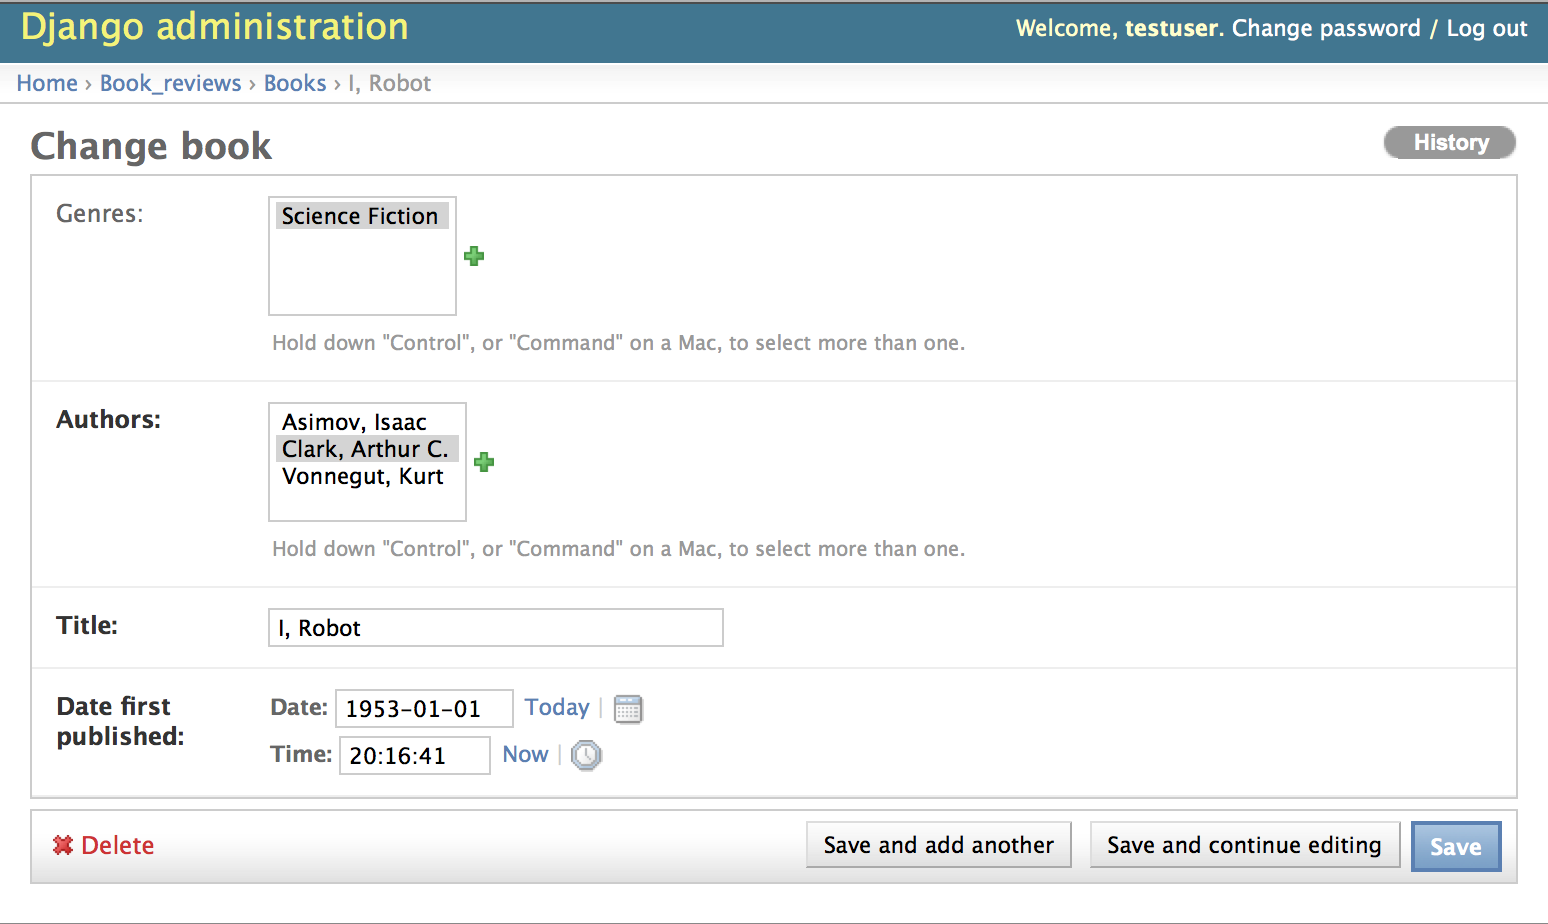 Django administration
Welcome, testuser. Change password / Log out
Home › Book_reviews › Books › I, Robot
Change book
History
Genres:
Science Fiction
Hold down "Control", or "Command" on a Mac, to select more than one.
Authors:
Asimov, Isaac
Clark, Arthur C.
Vonnegut, Kurt
Hold down "Control", or "Command" on a Mac, to select more than one.
Title:
I, Robot
Date first
published:
Date: 1953-01-01 Today |
Time: 20:16:41 Now |
Delete
Save and add another
Save and continue editing
Save